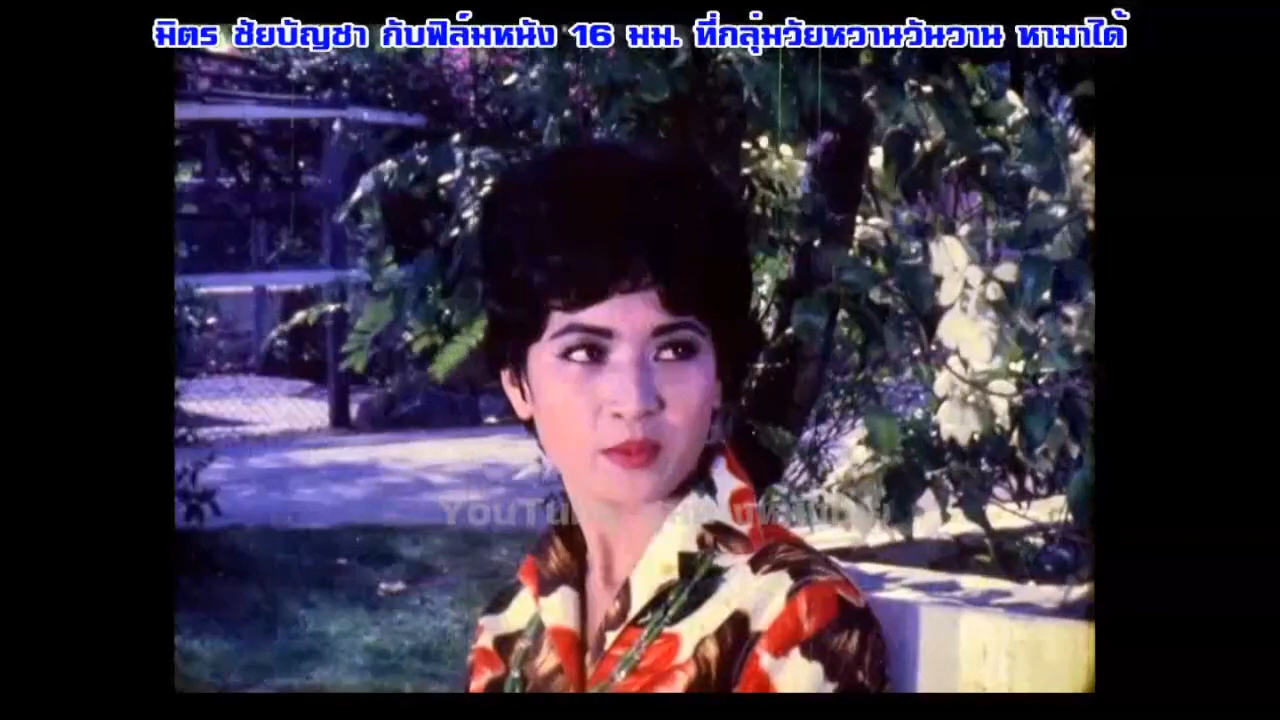 มิตร ชัยบัญชา กับฟิล์มหนัง 16 มม. ที่กลุ่มวัยหวานวันวาน หามาได้
YouTube